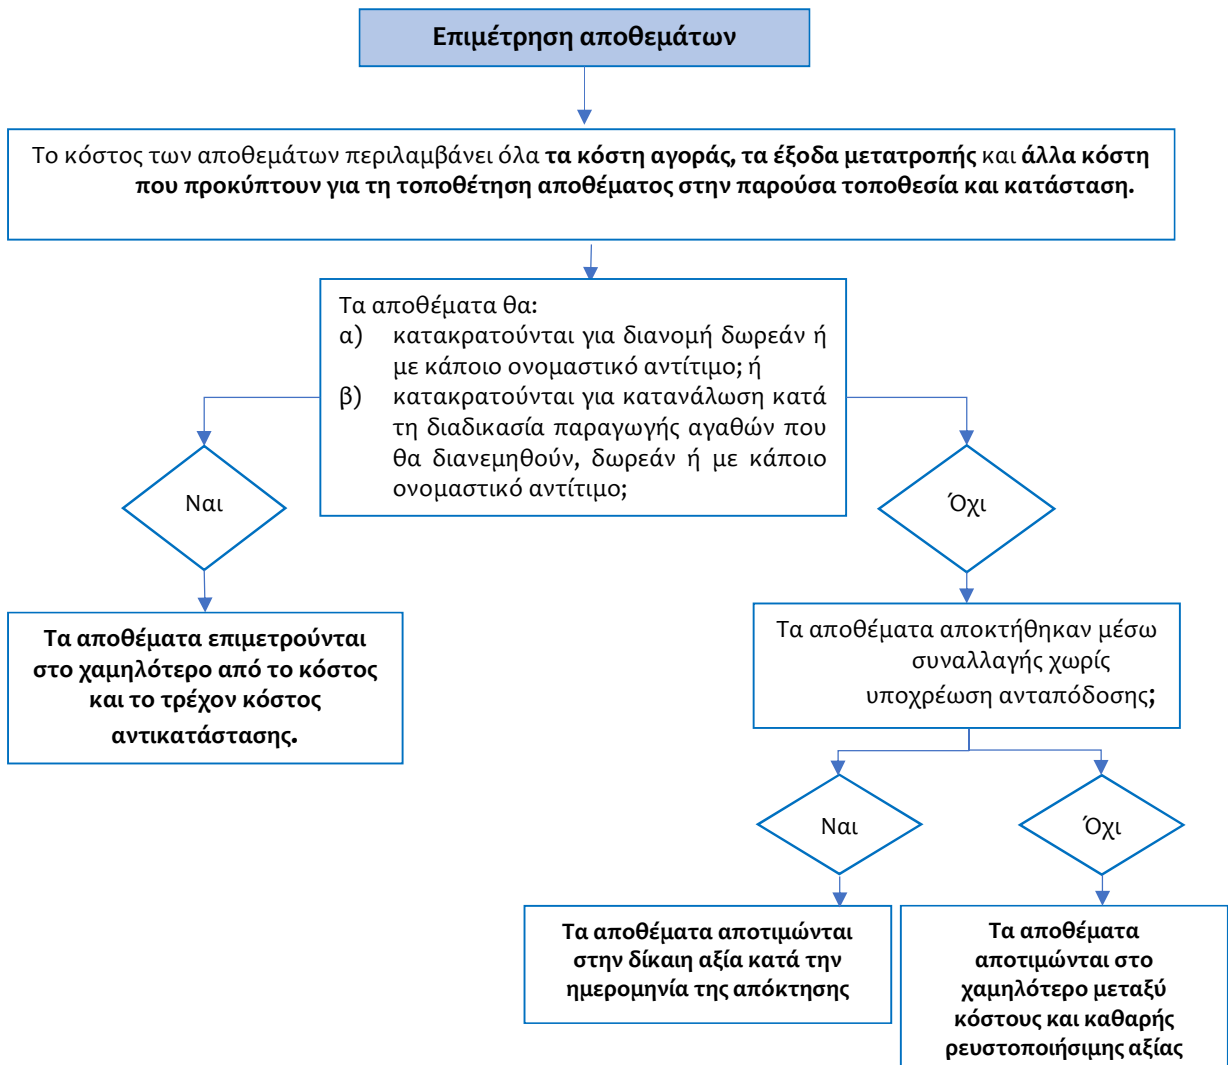 Επιμέτρηση αποθεμάτων
Το κόστος των αποθεμάτων περιλαμβάνει όλα τα κόστη αγοράς, τα έξοδα μετατροπής και άλλα κόστη
που προκύπτουν για τη τοποθέτηση αποθέματος στην παρούσα τοποθεσία και κατάσταση.
Τα αποθέματα θα:
α) κατακρατούνται για διανομή δωρεάν ή
με κάποιο ονομαστικό αντίτιμο; ή
β) κατακρατούνται για κατανάλωση κατά
τη διαδικασία παραγωγής αγαθών που
θα διανεμηθούν, δωρεάν ή με κάποιο
ονομαστικό αντίτιμο;
Ναι
Όχι
Τα αποθέματα επιμετρούνται
στο χαμηλότερο από το κόστος
και το τρέχον κόστος
αντικατάστασης.
Τα αποθέματα αποκτήθηκαν μέσω
συναλλαγής χωρίς
υποχρέωση ανταπόδοσης;
Ναι
Όχι
Τα αποθέματα αποτιμώνται
στην δίκαιη αξία κατά την
ημερομηνία της απόκτησης
Τα αποθέματα
αποτιμώνται στο
χαμηλότερο μεταξύ
κόστους και καθαρής
ρευστοποιήσιμης αξίας